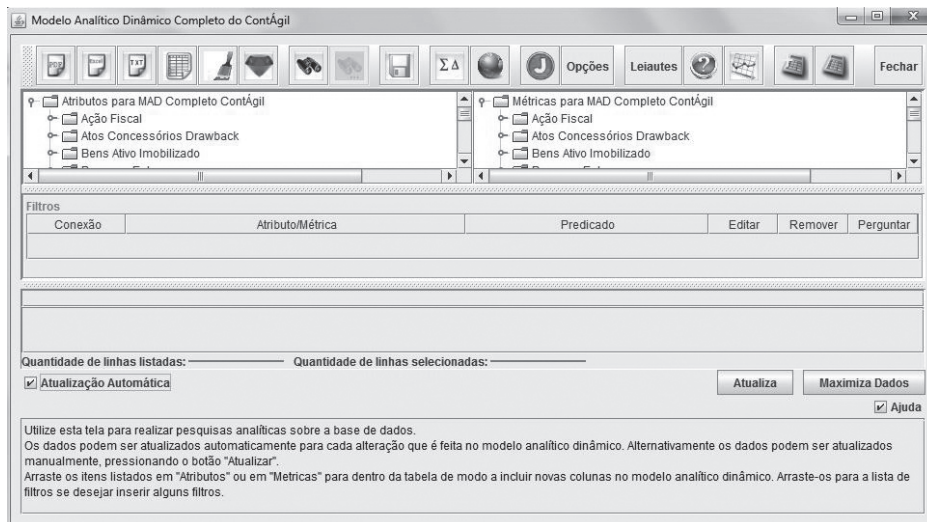 Modelo Analítico Dinâmico Completo do ContÁgil
PDF Excel TXT ΣΔ J Opções Leiautes Fechar
Atributos para MAD Completo ContÁgil
Ação Fiscal
Atos Concessórios Drawback
Bens Ativo Imobilizado
Métricas para MAD Completo ContÁgil
Ação Fiscal
Atos Concessórios Drawback
Bens Ativo Imobilizado
Filtros
Conexão Atributo/Métrica Predicado Editar Remover Perguntar
Quantidade de linhas listadas: Quantidade de linhas selecionadas:
Atualização Automática Atualiza Maximiza Dados
Ajuda
Utilize esta tela para realizar pesquisas analíticas sobre a base de dados.
Os dados podem ser atualizados automaticamente para cada alteração que é feita no modelo analítico dinâmico. Alternativamente os dados podem ser atualizados
manualmente, pressionando o botão "Atualizar".
Arraste os itens listados em "Atributos" ou em "Metricas" para dentro da tabela de modo a incluir novas colunas no modelo analítico dinâmico. Arraste-os para a lista de
filtros se desejar inserir alguns filtros.